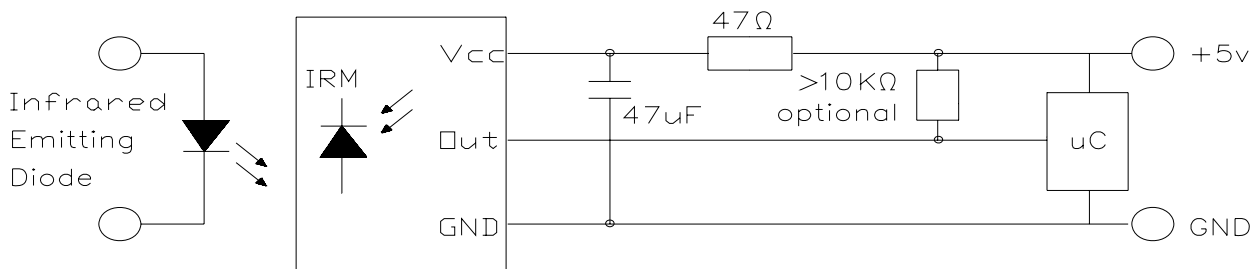 Infrared
Emitting
Diode
IRM
Vcc
Out
GND
47Ω
47uF
>10KΩ
optional
uC
+5v
GND